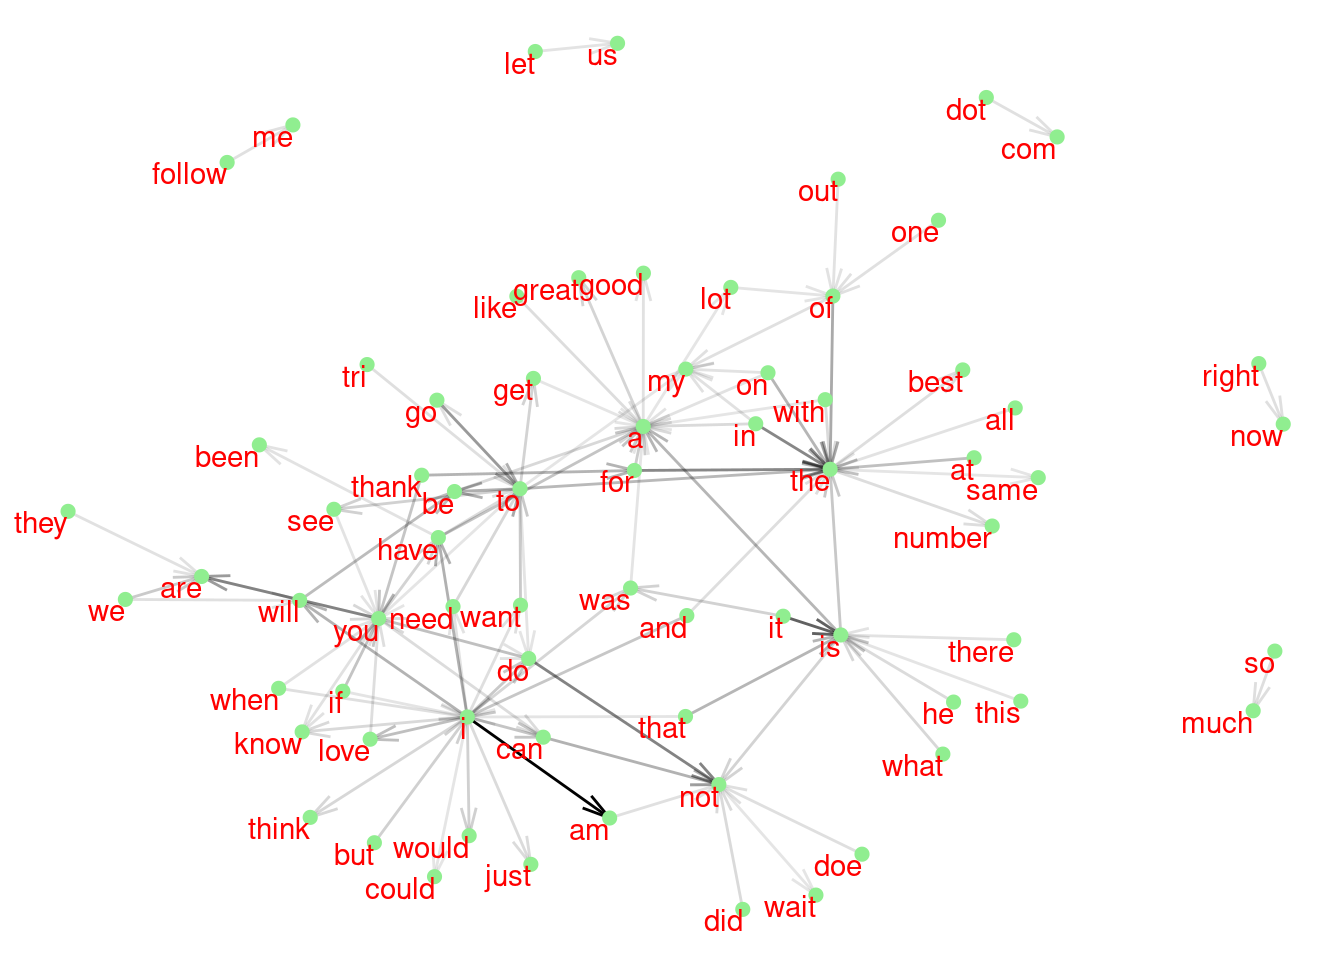 let
us
dot
com
me
follow
out
one
great
good
like
lot
of
tri
get
my
on
best
right
go
with
all
been
a
in
now
thank
be
to
for
the
at
same
they
see
have
number
are
we
will
you
need
want
was
and
it
is
there
do
so
when
if
i
that
he
this
much
know
love
can
what
think
not
but
would
am
could
just
doe
did
wait